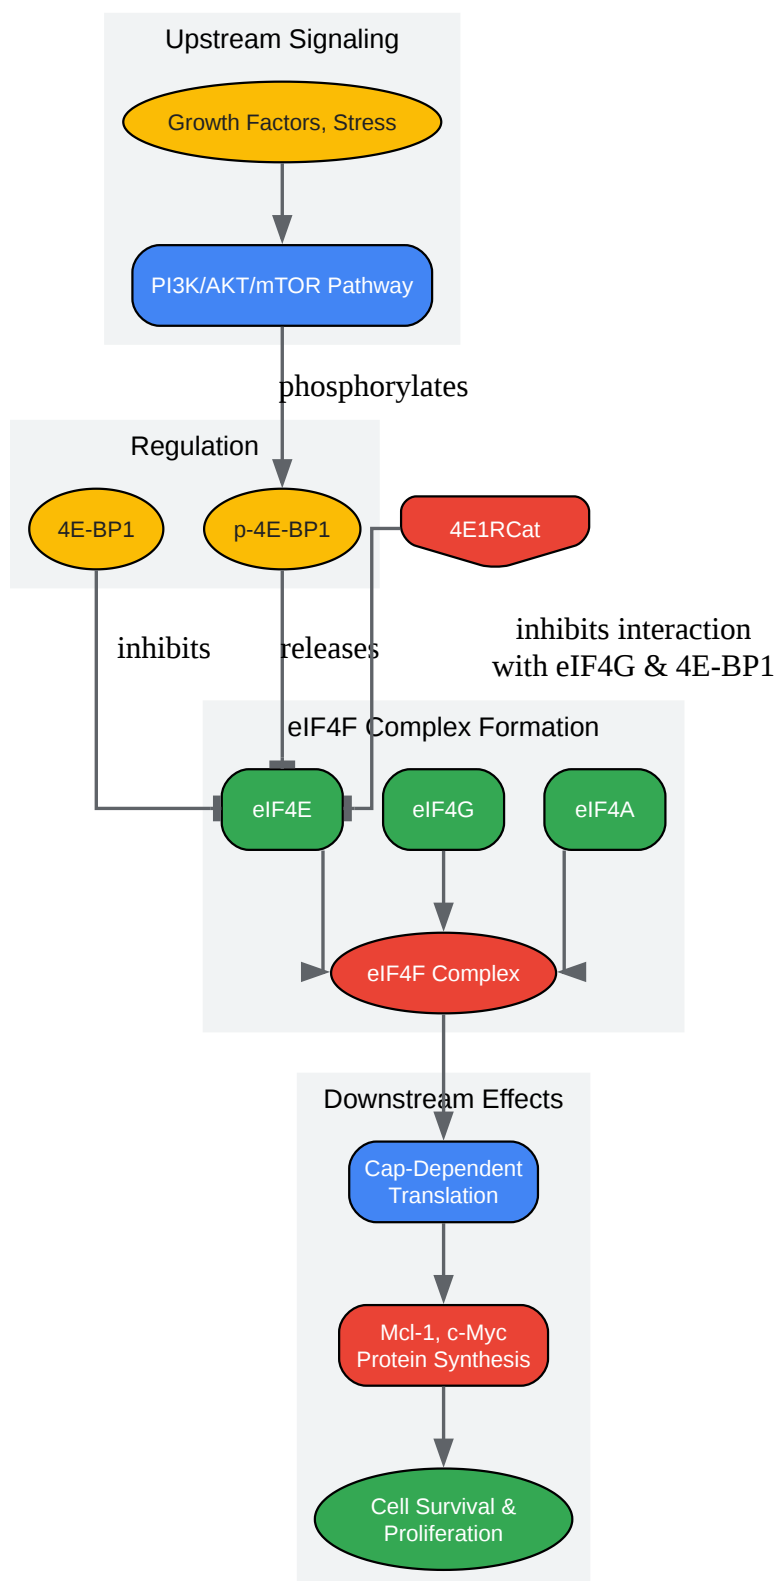 Upstream Signaling
Growth Factors, Stress
PI3K/AKT/mTOR Pathway
phosphorylates
Regulation
4E-BP1
p-4E-BP1
4E1RCat
inhibits
releases
inhibits interaction
with eIF4G & 4E-BP1
eIF4F Complex Formation
eIF4E
eIF4G
eIF4A
eIF4F Complex
Downstream Effects
Cap-Dependent
Translation
Mcl-1, c-Myc
Protein Synthesis
Cell Survival &
Proliferation